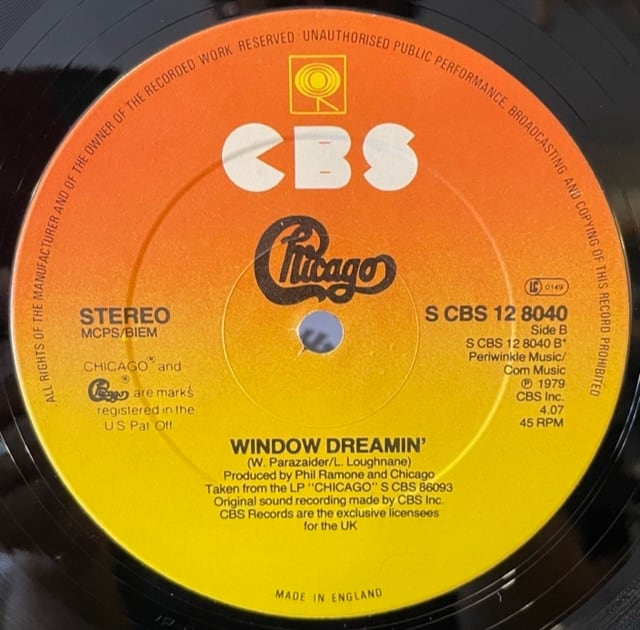 ALL RIGHTS OF THE MANUFACTURER AND OF THE OWNER OF THE RECORDED WORK RESERVED UNAUTHORISED PUBLIC PERFORMANCE, BROADCASTING AND COPYING OF THIS RECORD PROHIBITED
CBS
Chicago
STEREO
MCPS/BIEM
CHICAGO® and
Chicago® are marks
registered in the
U.S Pat Off
LC 0149
S CBS 12 8040
Side B
S CBS 12 8040 B*
Periwinkle Music/
Com Music
℗ 1979
CBS Inc.
4.07
45 RPM
WINDOW DREAMIN'
(W. Parazaider/L. Loughnane)
Produced by Phil Ramone and Chicago
Taken from the LP "CHICAGO" S CBS 86093
Original sound recording made by CBS Inc.
CBS Records are the exclusive licensees
for the UK
MADE IN ENGLAND